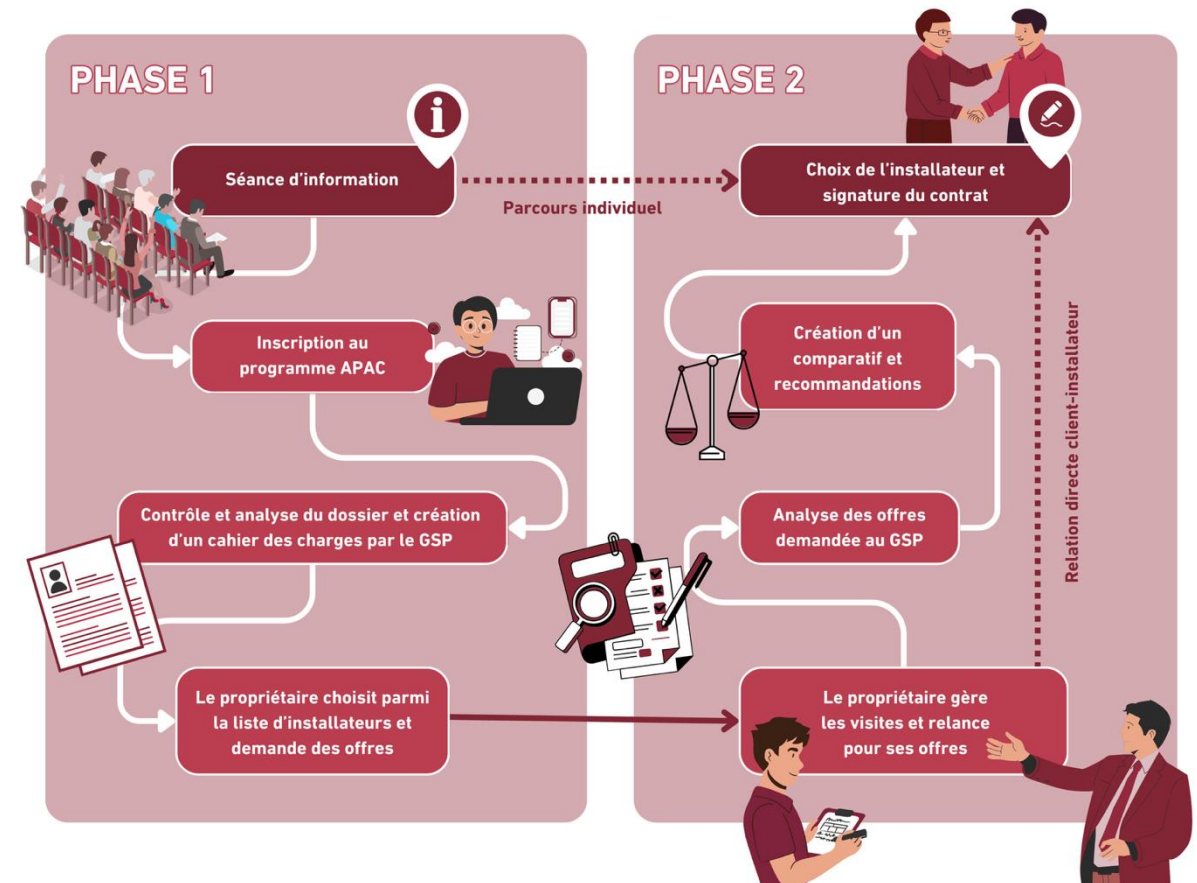 PHASE 1
Séance d’information
Parcours individuel
Inscription au
programme APAC
Contrôle et analyse du dossier et création
d’un cahier des charges par le GSP
Le propriétaire choisit parmi
la liste d’installateurs et
demande des offres
PHASE 2
Choix de l’installateur et
signature du contrat
Création d’un
comparatif et
recommandations
Relation directe client-installateur
Analyse des offres
demandée au GSP
Le propriétaire gère
les visites et relance
pour ses offres